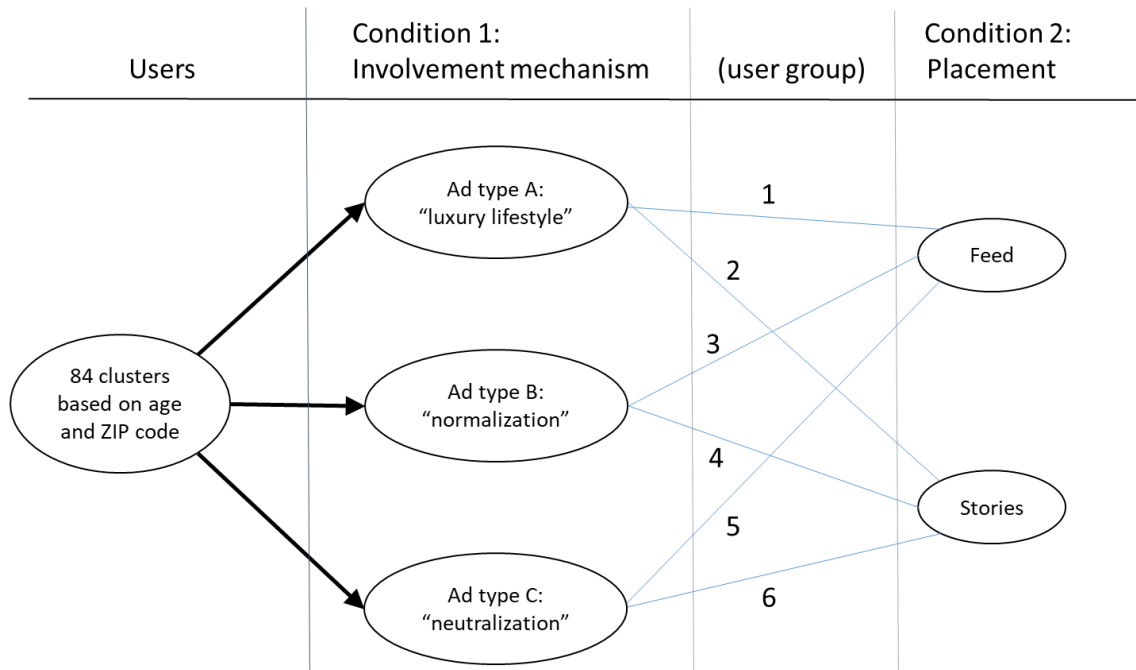 Users
Condition 1:
Involvement mechanism
(user group)
Condition 2:
Placement
84 clusters
based on age
and ZIP code
Ad type A:
“luxury lifestyle”
Ad type B:
“normalization”
Ad type C:
“neutralization”
1
2
3
4
5
6
Feed
Stories